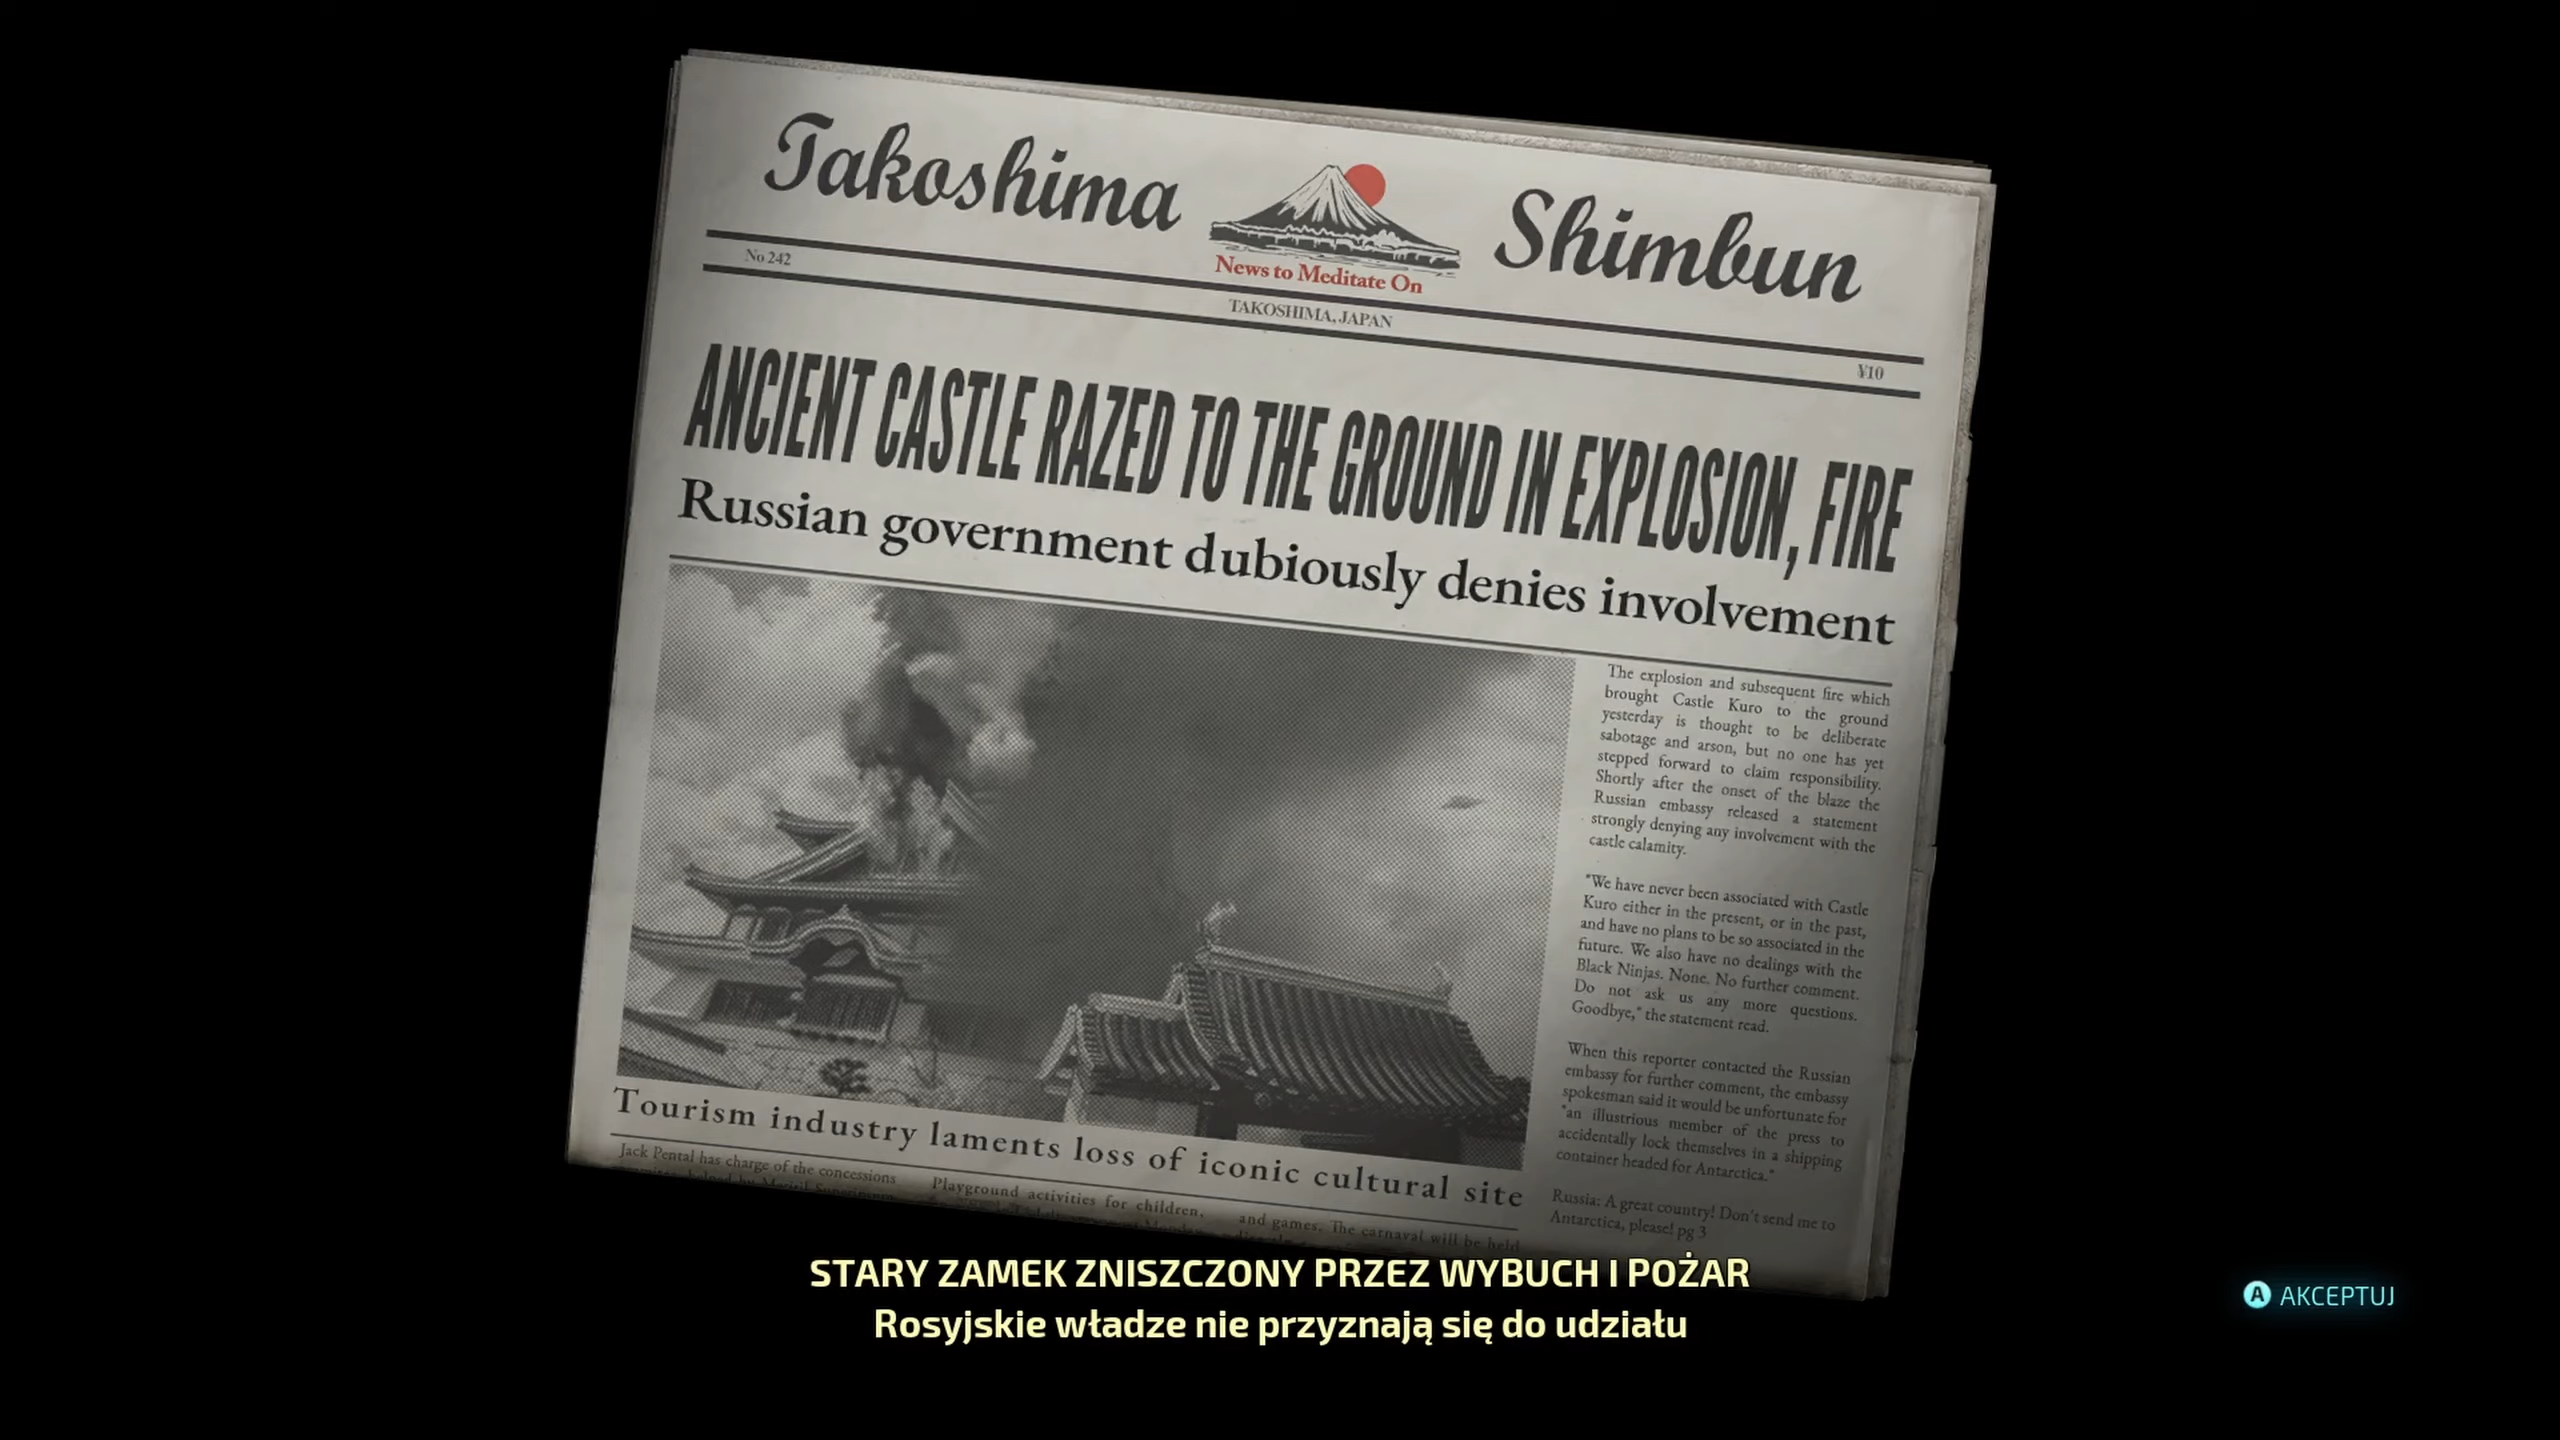 Takoshima Shimbun
News to Meditate On
No 242
TAKOSHIMA, JAPAN
¥10
ANCIENT CASTLE RAZED TO THE GROUND IN EXPLOSION, FIRE
Russian government dubiously denies involvement
The explosion and subsequent fire which
brought Castle Kuro to the ground
yesterday is thought to be deliberate
sabotage and arson, but no one has yet
stepped forward to claim responsibility.
Shortly after the onset of the blaze the
Russian embassy released a statement
strongly denying any involvement with the
castle calamity.
"We have never been associated with Castle
Kuro either in the present, or in the past,
and have no plans to be so associated in the
future. We also have no dealings with the
Black Ninjas. None. No further comment.
Do not ask us any more questions.
Goodbye," the statement read.
When this reporter contacted the Russian
embassy for further comment, the embassy
spokesman said it would be unfortunate for
"an illustrious member of the press to
accidentally lock themselves in a shipping
container headed for Antarctica."
Russia: A great country! Don't send me to
Antarctica, please! pg 3
Tourism industry laments loss of iconic cultural site
Jack Pental has charge of the concessions
helped by
Playground activities for children,
and games. The carnaval will be held
STARY ZAMEK ZNISZCZONY PRZEZ WYBUCH I POŻAR
Rosyjskie władze nie przyznają się do udziału
A AKCEPTUJ